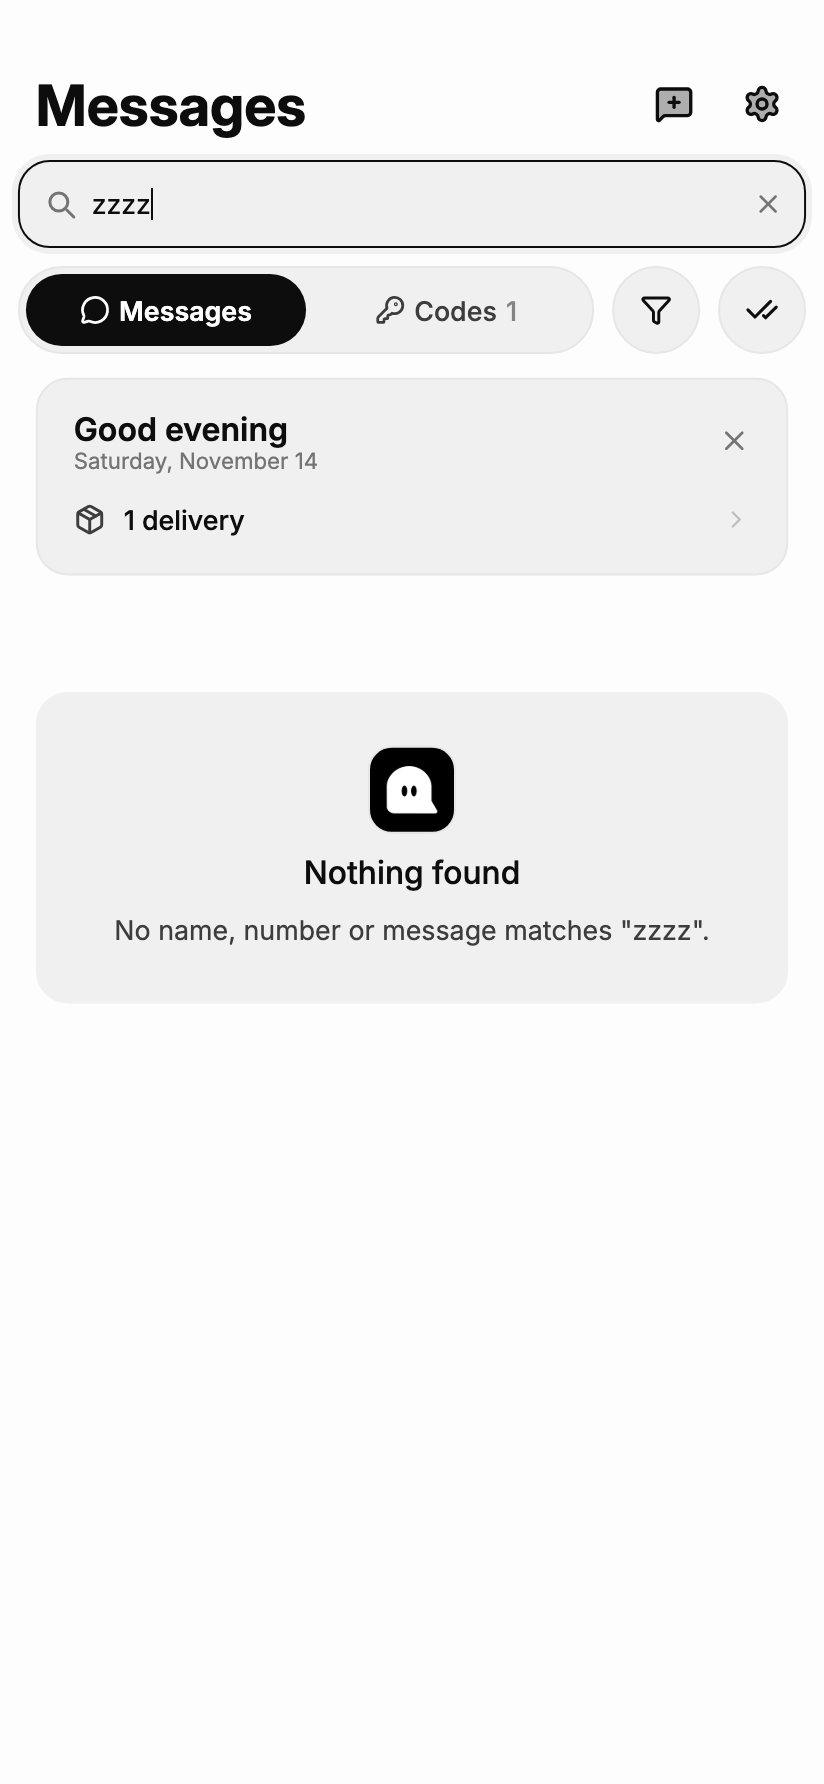 Messages
zzzz
Messages
Codes 1
Good evening
Saturday, November 14
1 delivery
Nothing found
No name, number or message matches "zzzz".